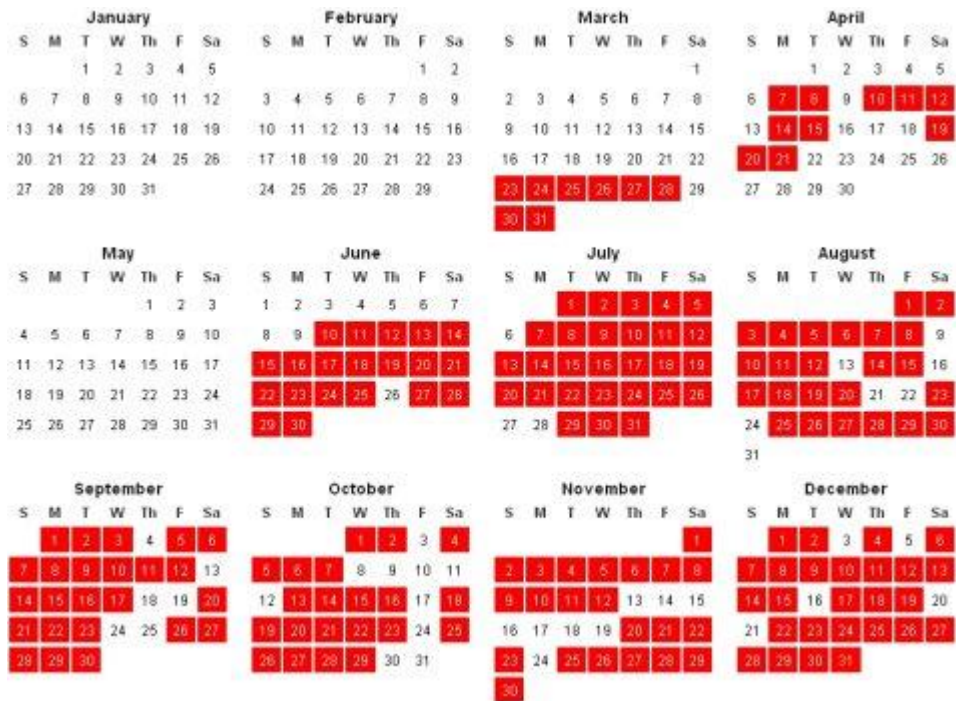 January February March April
S M T W Th F Sa S M T W Th F Sa S M T W Th F Sa S M T W Th F Sa
1 2 3 4 5 1 2 1 1 2 3 4 5
6 7 8 9 10 11 12 3 4 5 6 7 8 9 2 3 4 5 6 7 8 6 7 8 9 10 11 12
13 14 15 16 17 18 19 10 11 12 13 14 15 16 9 10 11 12 13 14 15 13 14 15 16 17 18 19
20 21 22 23 24 25 26 17 18 19 20 21 22 23 16 17 18 19 20 21 22 20 21 22 23 24 25 26
27 28 29 30 31 24 25 26 27 28 29 23 24 25 26 27 28 29 27 28 29 30
30 31
May June July August
S M T W Th F Sa S M T W Th F Sa S M T W Th F Sa S M T W Th F Sa
1 2 3 1 2 3 4 5 6 7 1 2 3 4 5 1 2
4 5 6 7 8 9 10 8 9 10 11 12 13 14 6 7 8 9 10 11 12 3 4 5 6 7 8 9
11 12 13 14 15 16 17 15 16 17 18 19 20 21 13 14 15 16 17 18 19 10 11 12 13 14 15 16
18 19 20 21 22 23 24 22 23 24 25 26 27 28 20 21 22 23 24 25 26 17 18 19 20 21 22 23
25 26 27 28 29 30 31 29 30 27 28 29 30 31 24 25 26 27 28 29 30
31
September October November December
S M T W Th F Sa S M T W Th F Sa S M T W Th F Sa S M T W Th F Sa
1 2 3 4 5 6 1 2 3 4 1 1 2 3 4 5 6
7 8 9 10 11 12 13 5 6 7 8 9 10 11 2 3 4 5 6 7 8 7 8 9 10 11 12 13
14 15 16 17 18 19 20 12 13 14 15 16 17 18 9 10 11 12 13 14 15 14 15 16 17 18 19 20
21 22 23 24 25 26 27 19 20 21 22 23 24 25 16 17 18 19 20 21 22 21 22 23 24 25 26 27
28 29 30 26 27 28 29 30 31 23 24 25 26 27 28 29 28 29 30 31
30